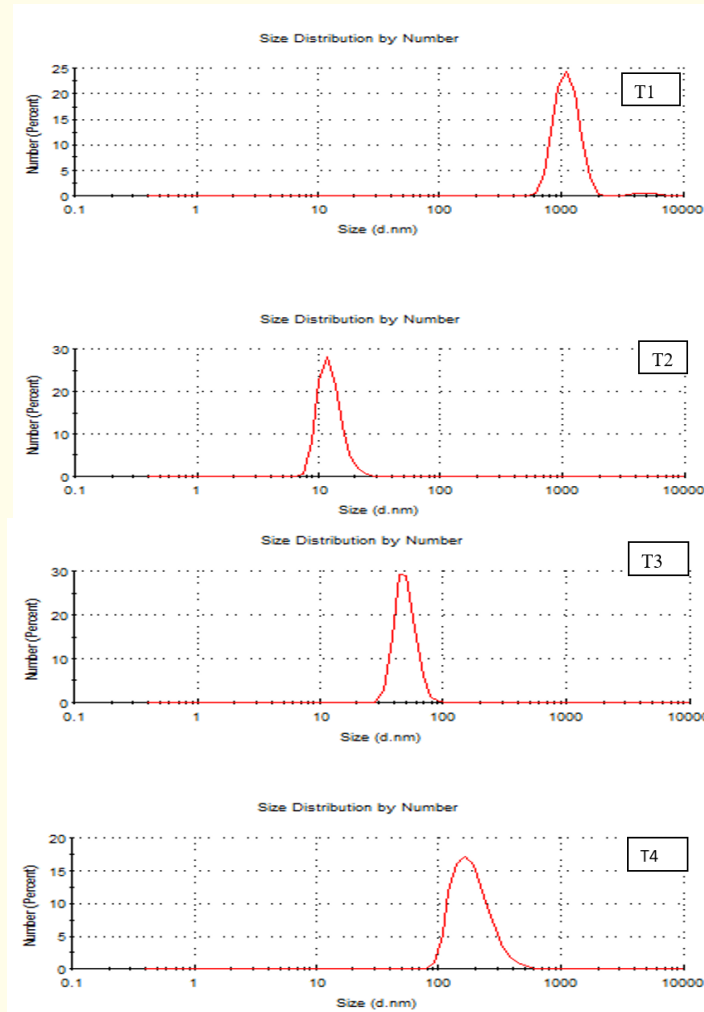 Size Distribution by Number
T1
Number (Percent)
25
20
15
10
5
0
0.1 1 10 100 1000 10000
Size (d.nm)
Size Distribution by Number
T2
Number (Percent)
30
20
10
0
0.1 1 10 100 1000 10000
Size (d.nm)
Size Distribution by Number
T3
Number (Percent)
30
20
10
0
0.1 1 10 100 1000 1000
Size (d.nm)
Size Distribution by Number
T4
Number (Percent)
20
15
10
5
0
0.1 1 10 100 1000 10000
Size (d.nm)